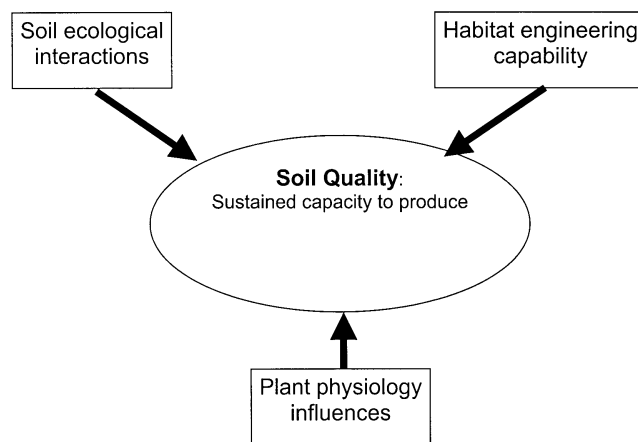 Soil ecological
interactions
Habitat engineering
capability
Soil Quality:
Sustained capacity to produce
Plant physiology
influences